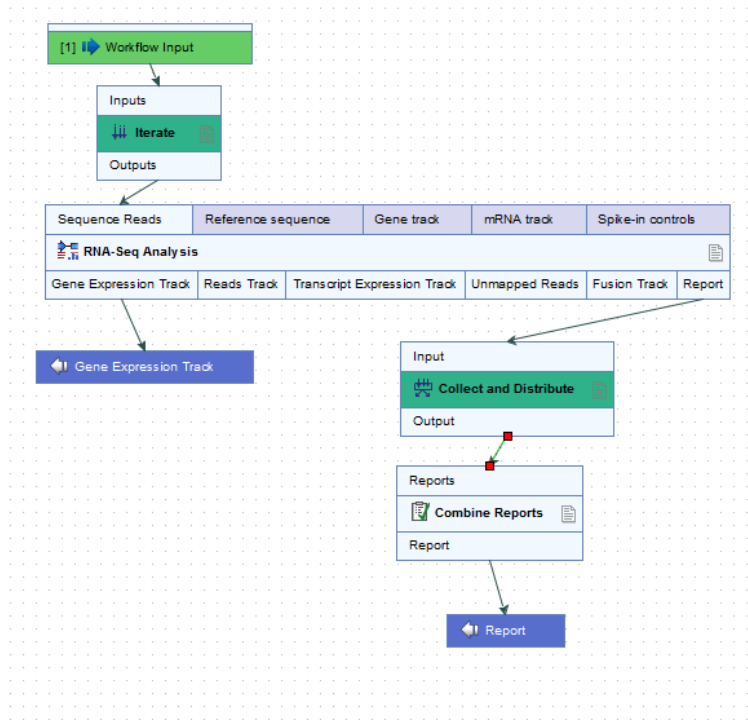 [1] Workflow Input
Inputs
Iterate
Outputs
Sequence Reads Reference sequence Gene track mRNA track Spike-in controls
RNA-Seq Analysis
Gene Expression Track Reads Track Transcript Expression Track Unmapped Reads Fusion Track Report
Gene Expression Track
Input
Collect and Distribute
Output
Reports
Combine Reports
Report
Report